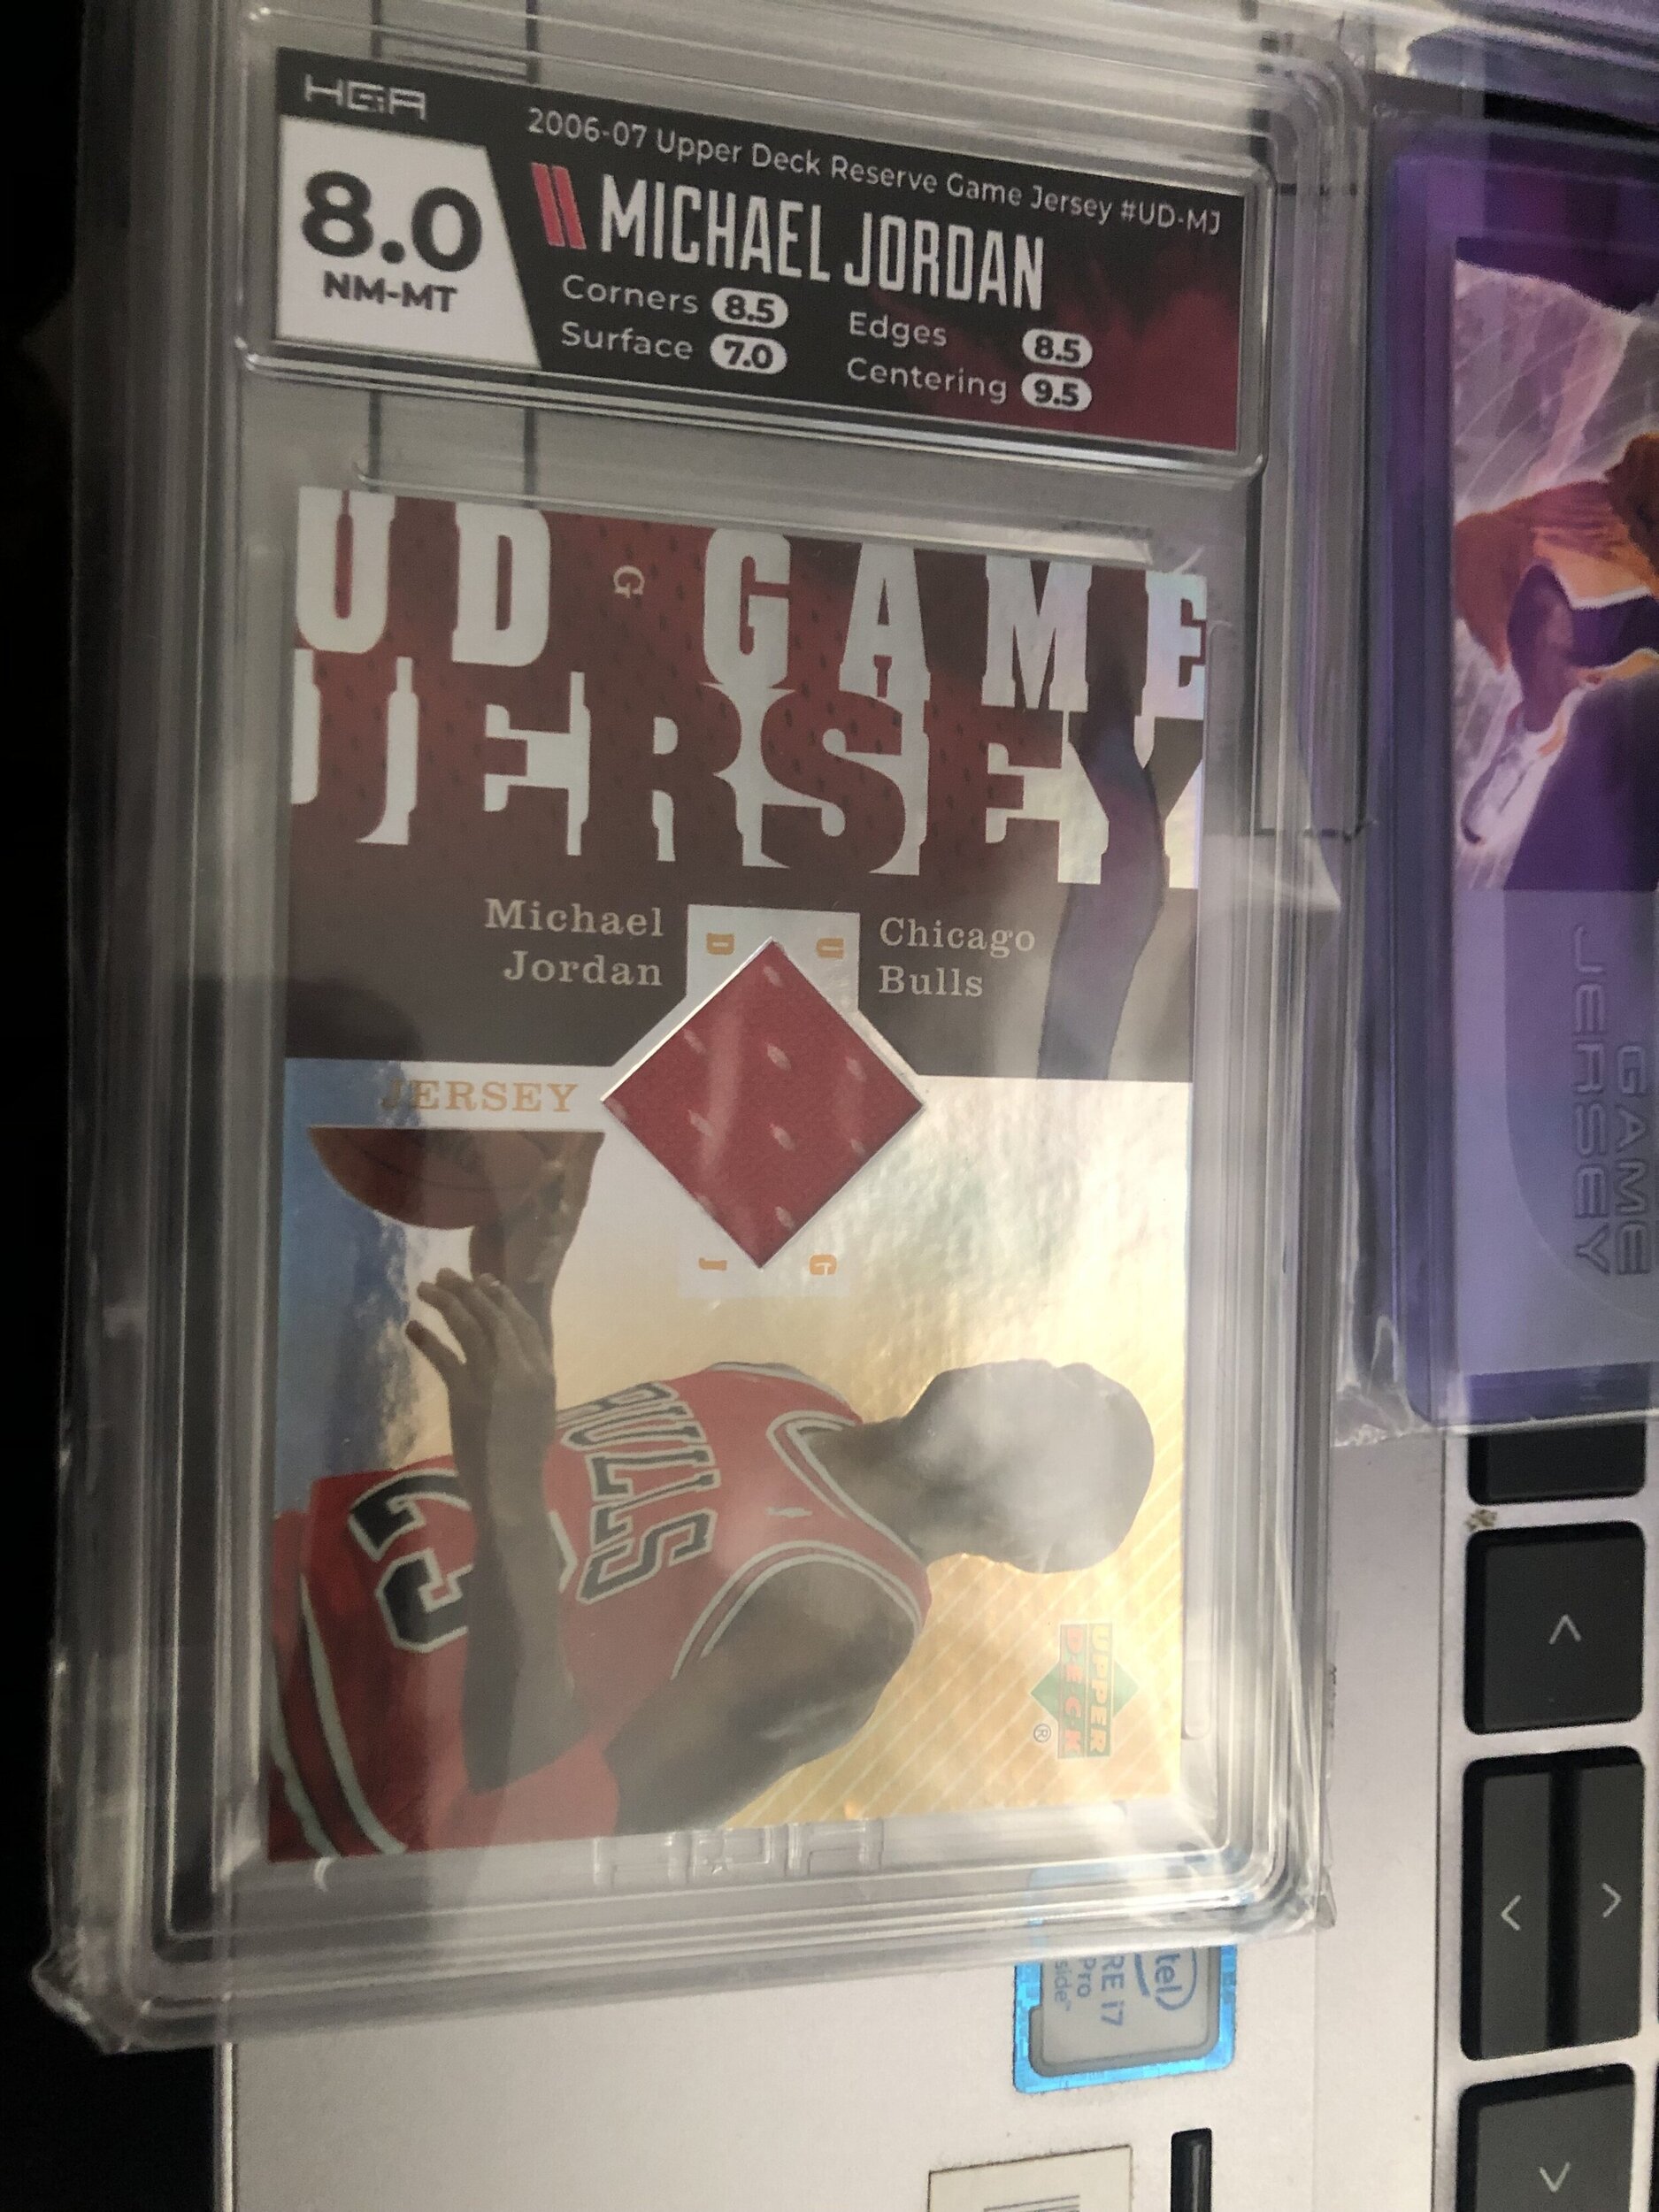 HGA
2006-07 Upper Deck Reserve Game Jersey #UD-MJ
8.0
NM-MT
MICHAEL JORDAN
Corners 8.5
Edges 8.5
Surface 7.0
Centering 9.5
UD G GAME
JERSEY
Michael
Jordan
Chicago
Bulls
D U
JERSEY
J G
BULLS
UPPER
DECK
®
GAME
JERSEY